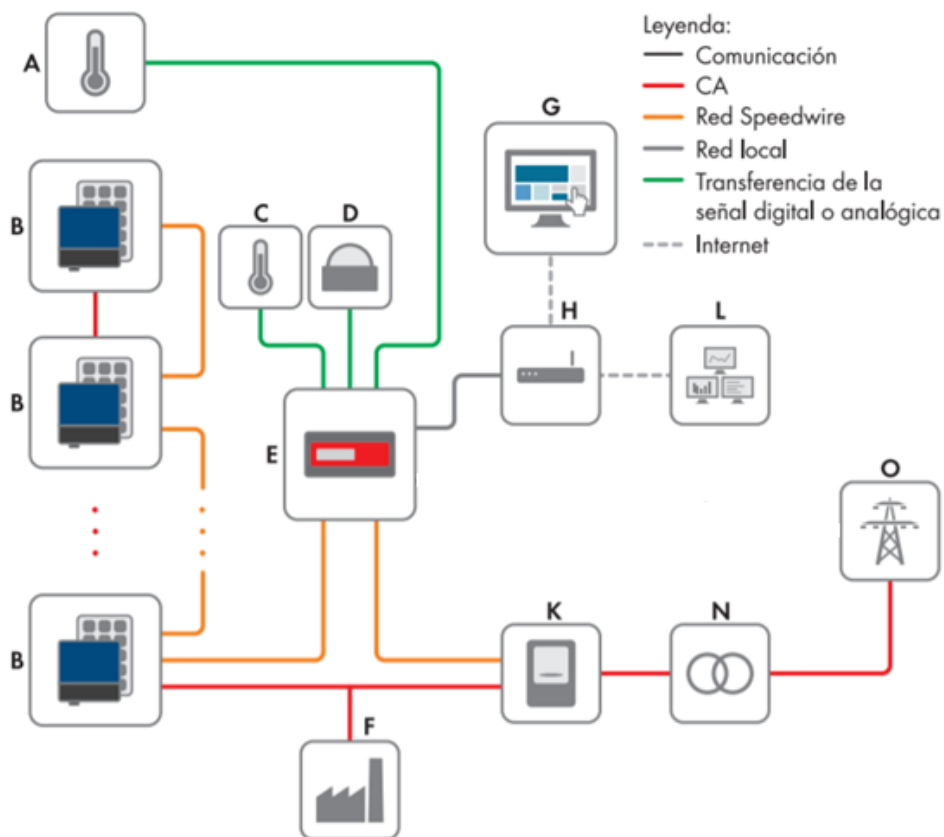 Leyenda:
Comunicación
CA
Red Speedwire
Red local
Transferencia de la
señal digital o analógica
Internet
A
G
B
C
D
H
L
B
E
O
B
K
N
F